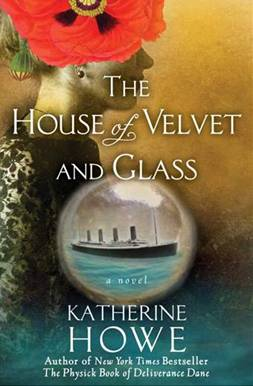 THE
HOUSE of VELVET
AND GLASS
a novel
KATHERINE
HOWE
Author of New York Times Bestseller
THE PHYSICK BOOK OF DELIVERANCE DANE